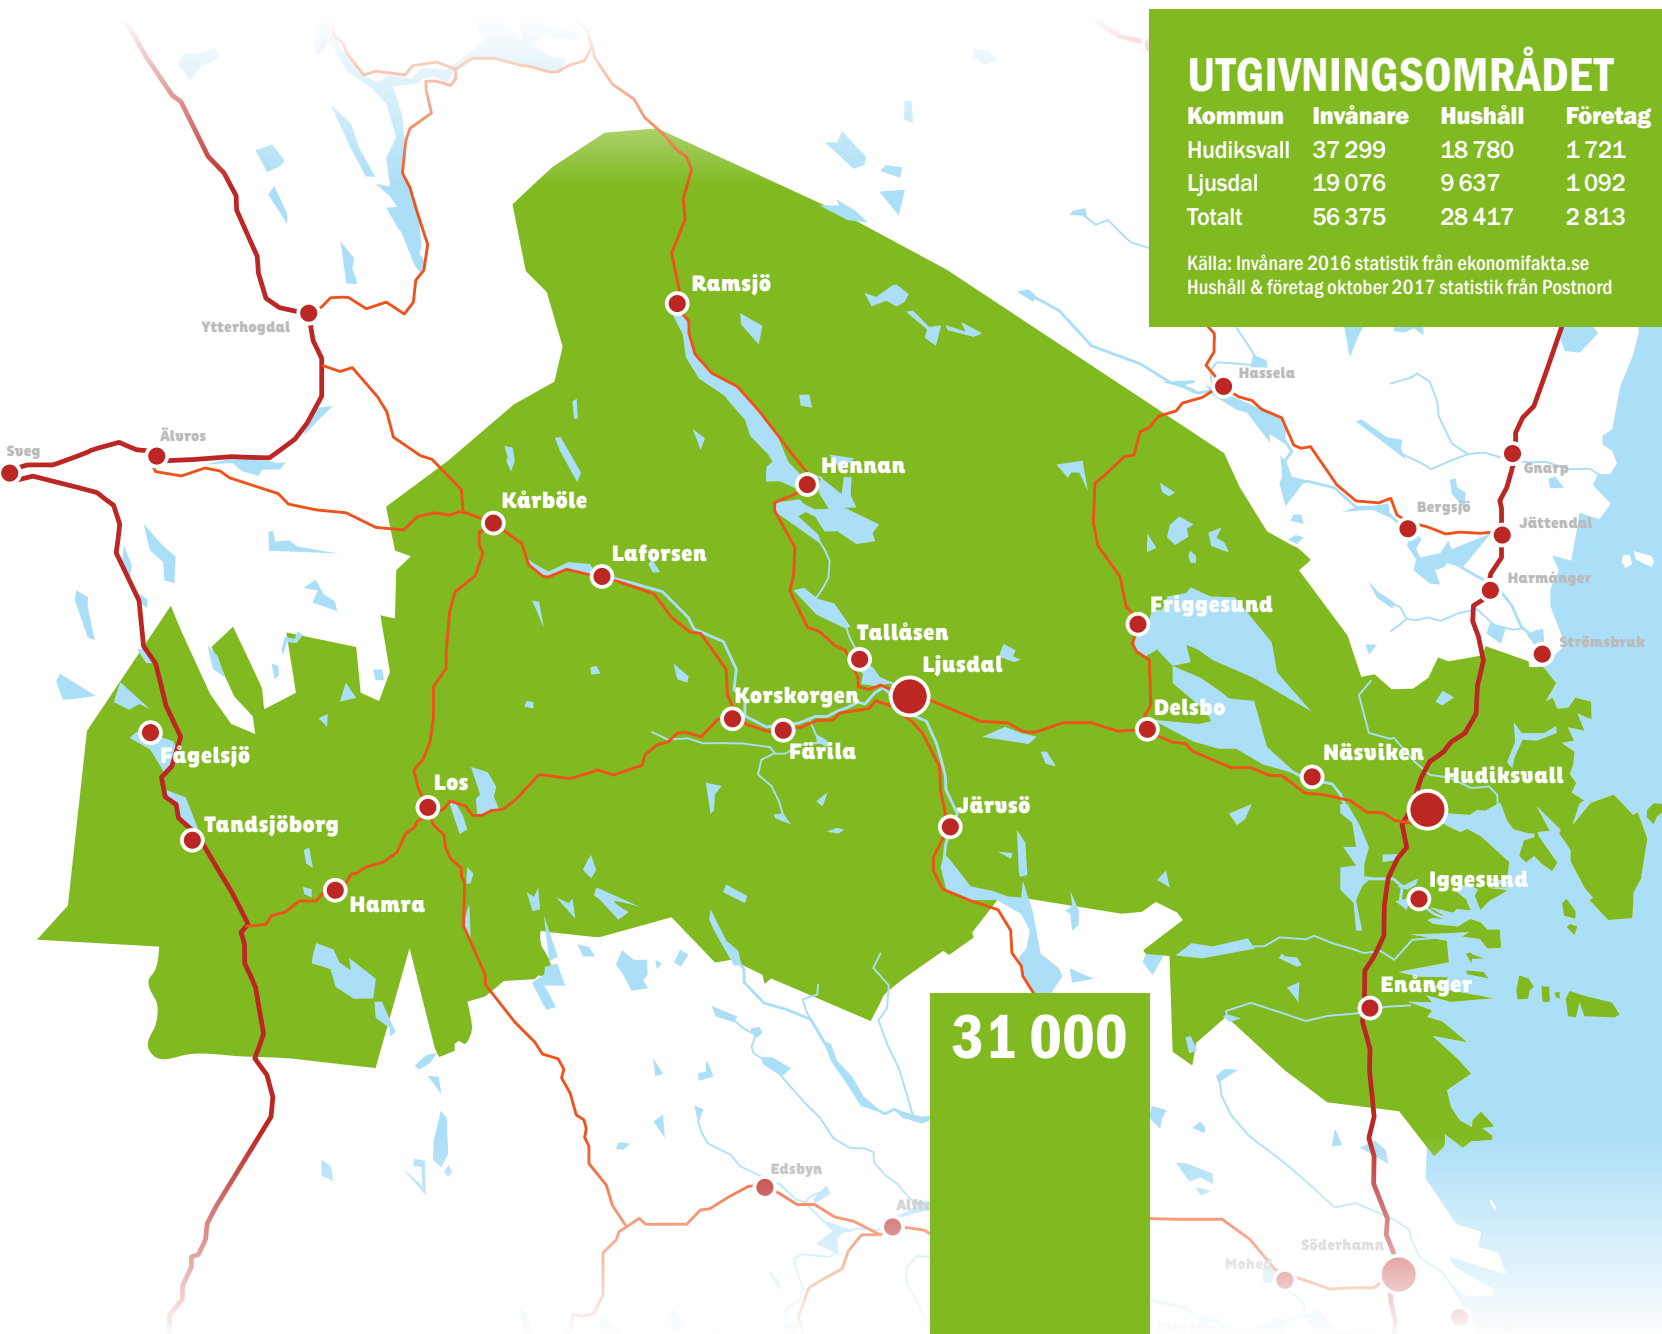 UTGIVNINGSOMRÅDET
Kommun Invånare Hushåll Företag
Hudiksvall 37 299 18 780 1 721
Ljusdal 19 076 9 637 1 092
Totalt 56 375 28 417 2 813
Källa: Invånare 2016 statistik från ekonomifakta.se
Hushåll & företag oktober 2017 statistik från Postnord
Ramsjö
Ytterhogdal
Hassela
Älvros
Sveg
Hennan
Gnarp
Kårböle
Bergsjö
Jättendal
Laforsen
Harmånger
Friggesund
Tallåsen
Strömsbruk
Ljusdal
Korskorgen
Delsbo
Färila
Fågelsjö
Näsviken
Hudiksvall
Los
Järvsö
Tandsjöborg
Iggesund
Hamra
Enånger
31 000
Edsbyn
Söderhamn
Mohed